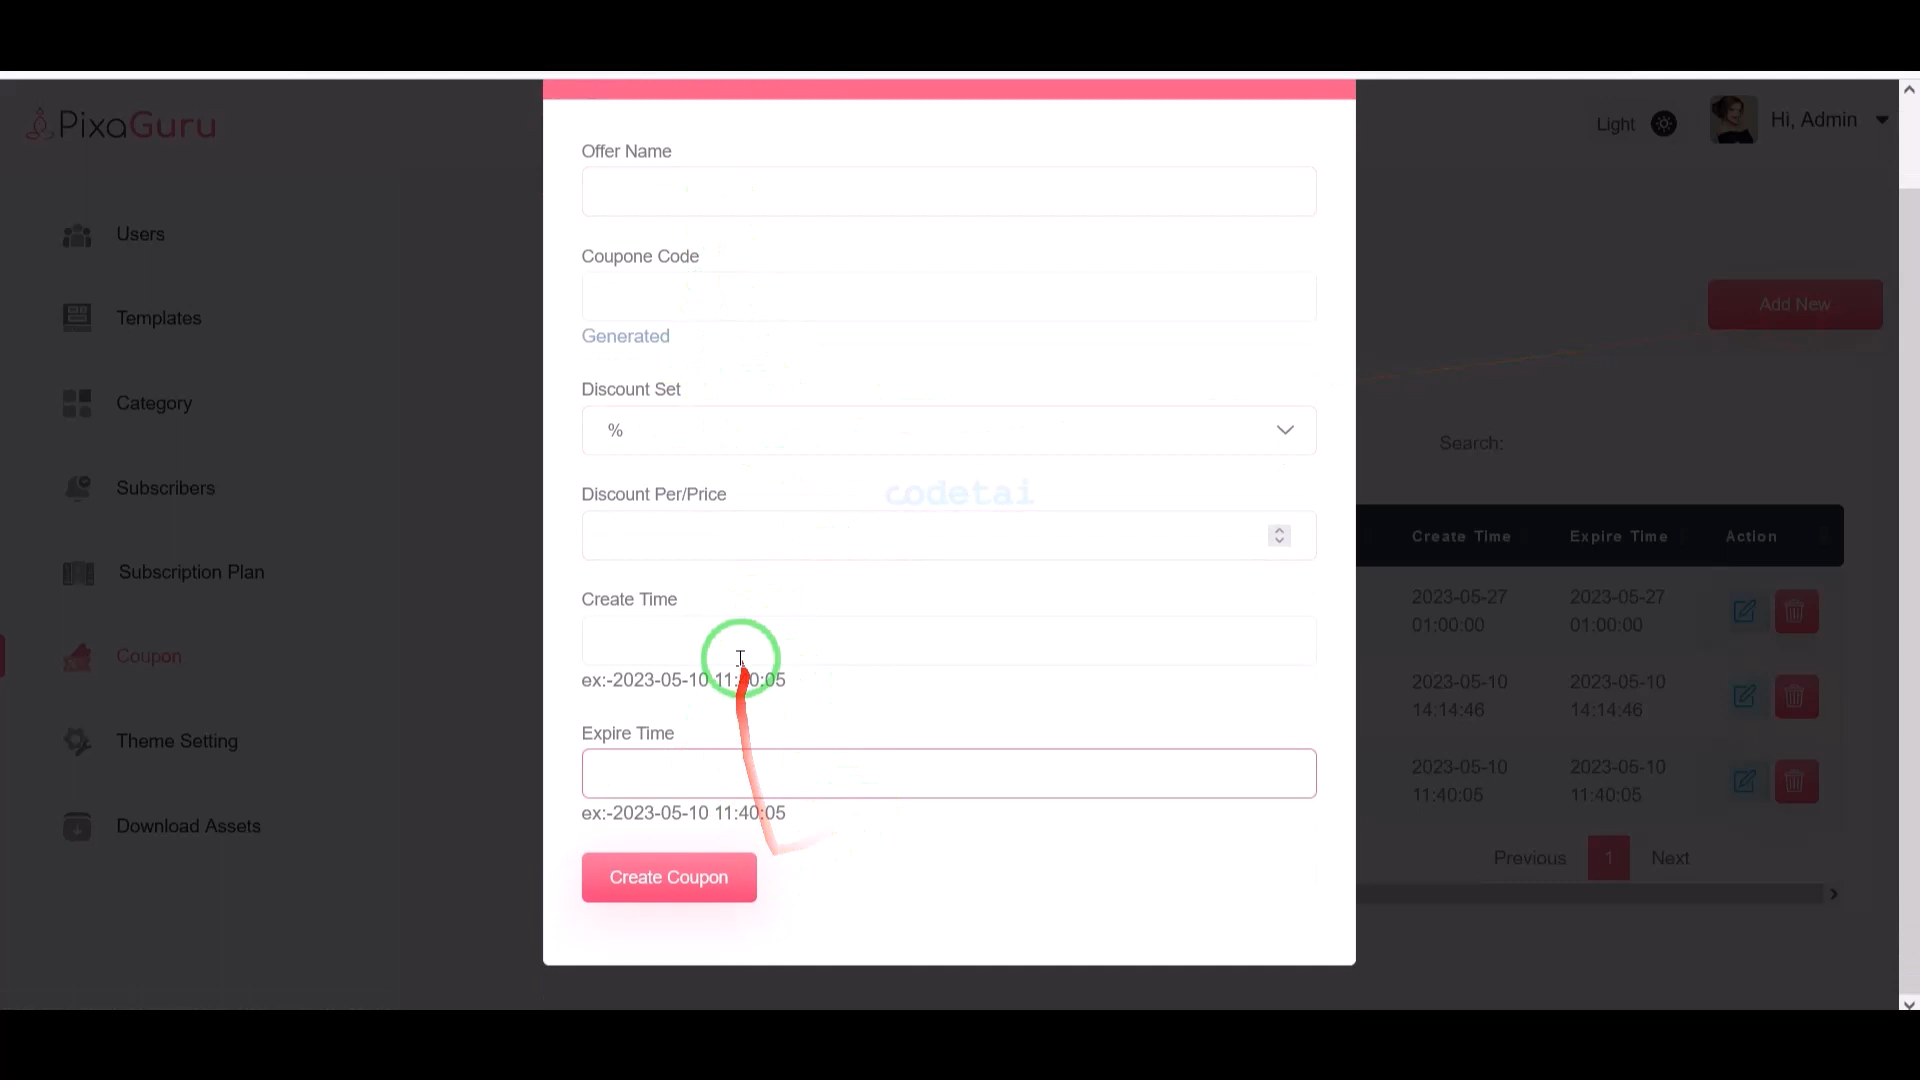 PixaGuru
Light
Hi, Admin
Users
Templates
Category
Subscribers
Subscription Plan
Coupon
Theme Setting
Download Assets
Offer Name
Coupone Code
Generated
Discount Set
%
Discount Per/Price
codetai
Create Time
ex:-2023-05-10 11:40:05
Expire Time
ex:-2023-05-10 11:40:05
Create Coupon
Add New
Search:
Create Time Expire Time Action
2023-05-27 2023-05-27
01:00:00 01:00:00
2023-05-10 2023-05-10
14:14:46 14:14:46
2023-05-10 2023-05-10
11:40:05 11:40:05
Previous 1 Next